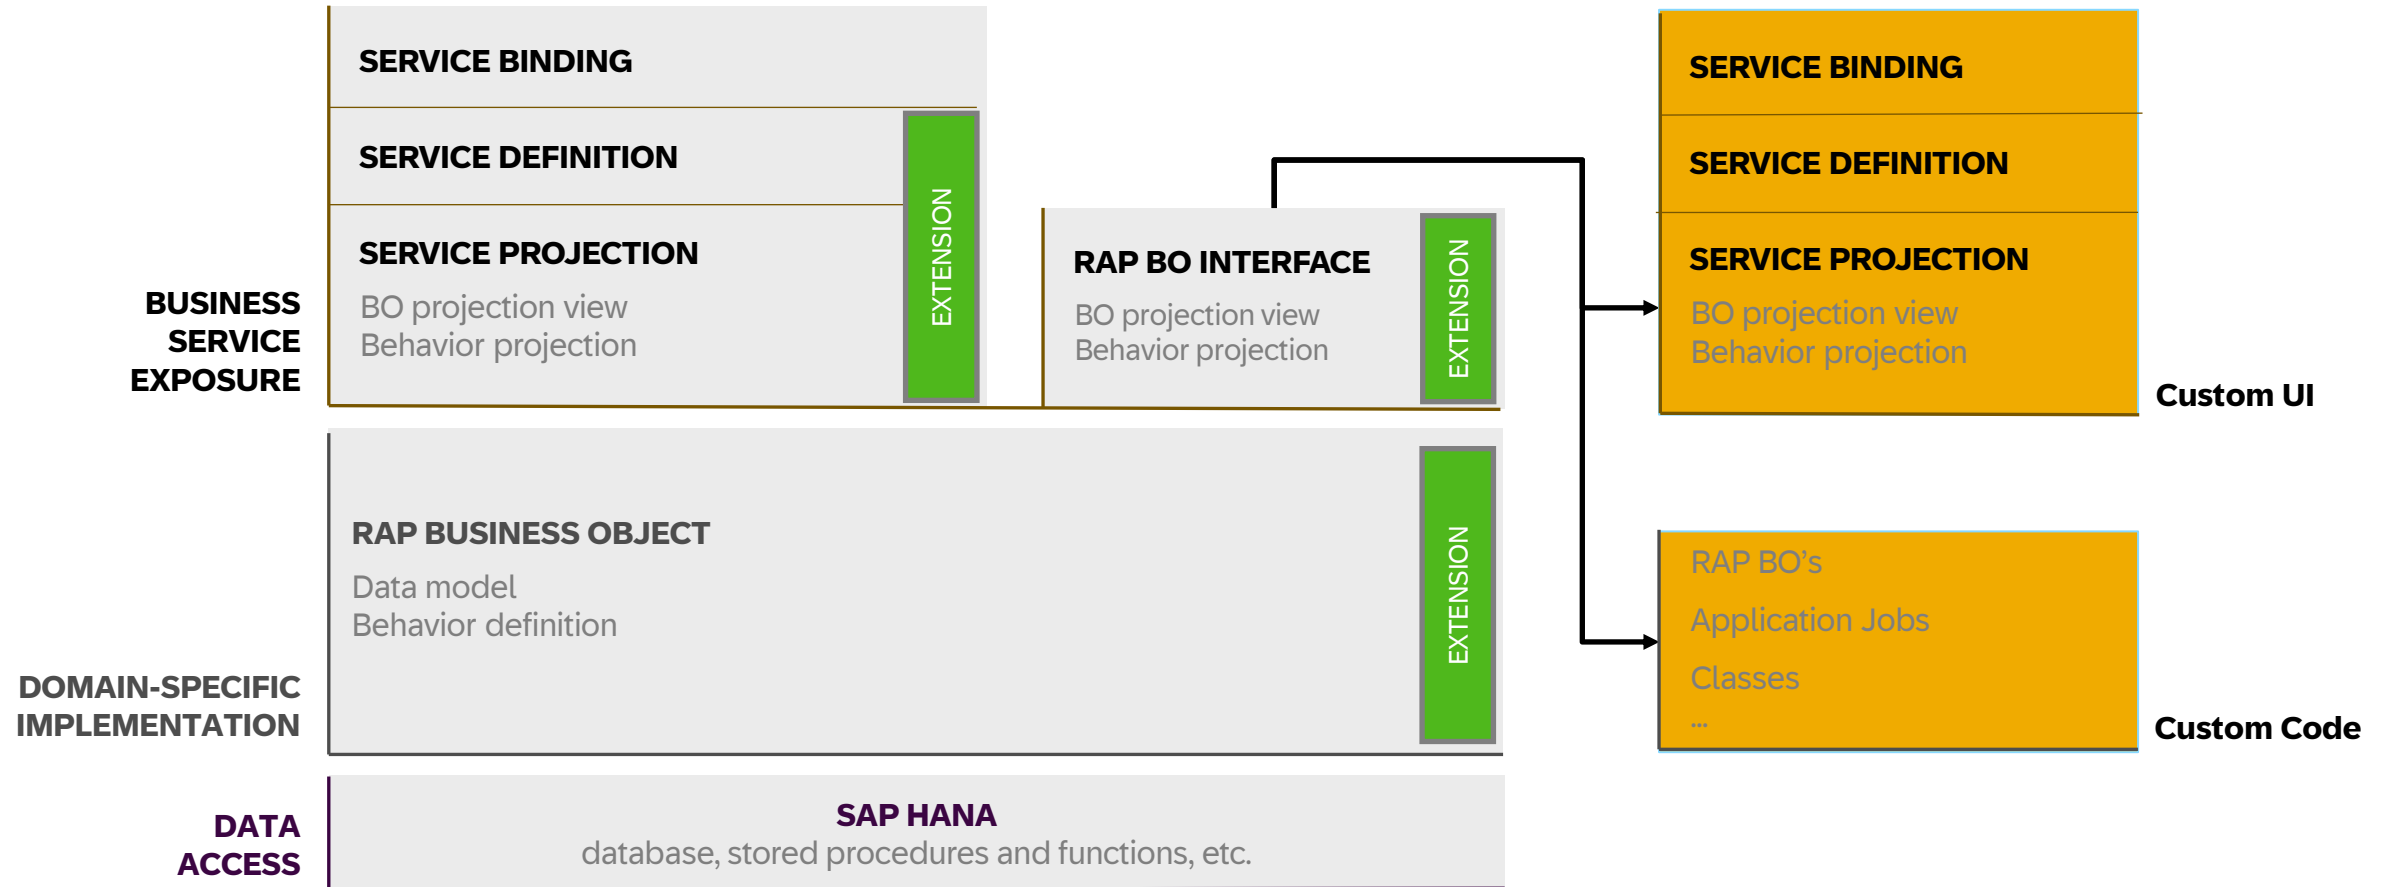 SERVICE BINDING
SERVICE DEFINITION
SERVICE PROJECTION
BO projection view
Behavior projection
EXTENSION
BUSINESS
SERVICE
EXPOSURE
RAP BO INTERFACE
BO projection view
Behavior projection
EXTENSION
SERVICE BINDING
SERVICE DEFINITION
SERVICE PROJECTION
BO projection view
Behavior projection
Custom UI
RAP BUSINESS OBJECT
Data model
Behavior definition
EXTENSION
DOMAIN-SPECIFIC
IMPLEMENTATION
RAP BO’s
Application Jobs
Classes
...
Custom Code
DATA
ACCESS
SAP HANA
database, stored procedures and functions, etc.